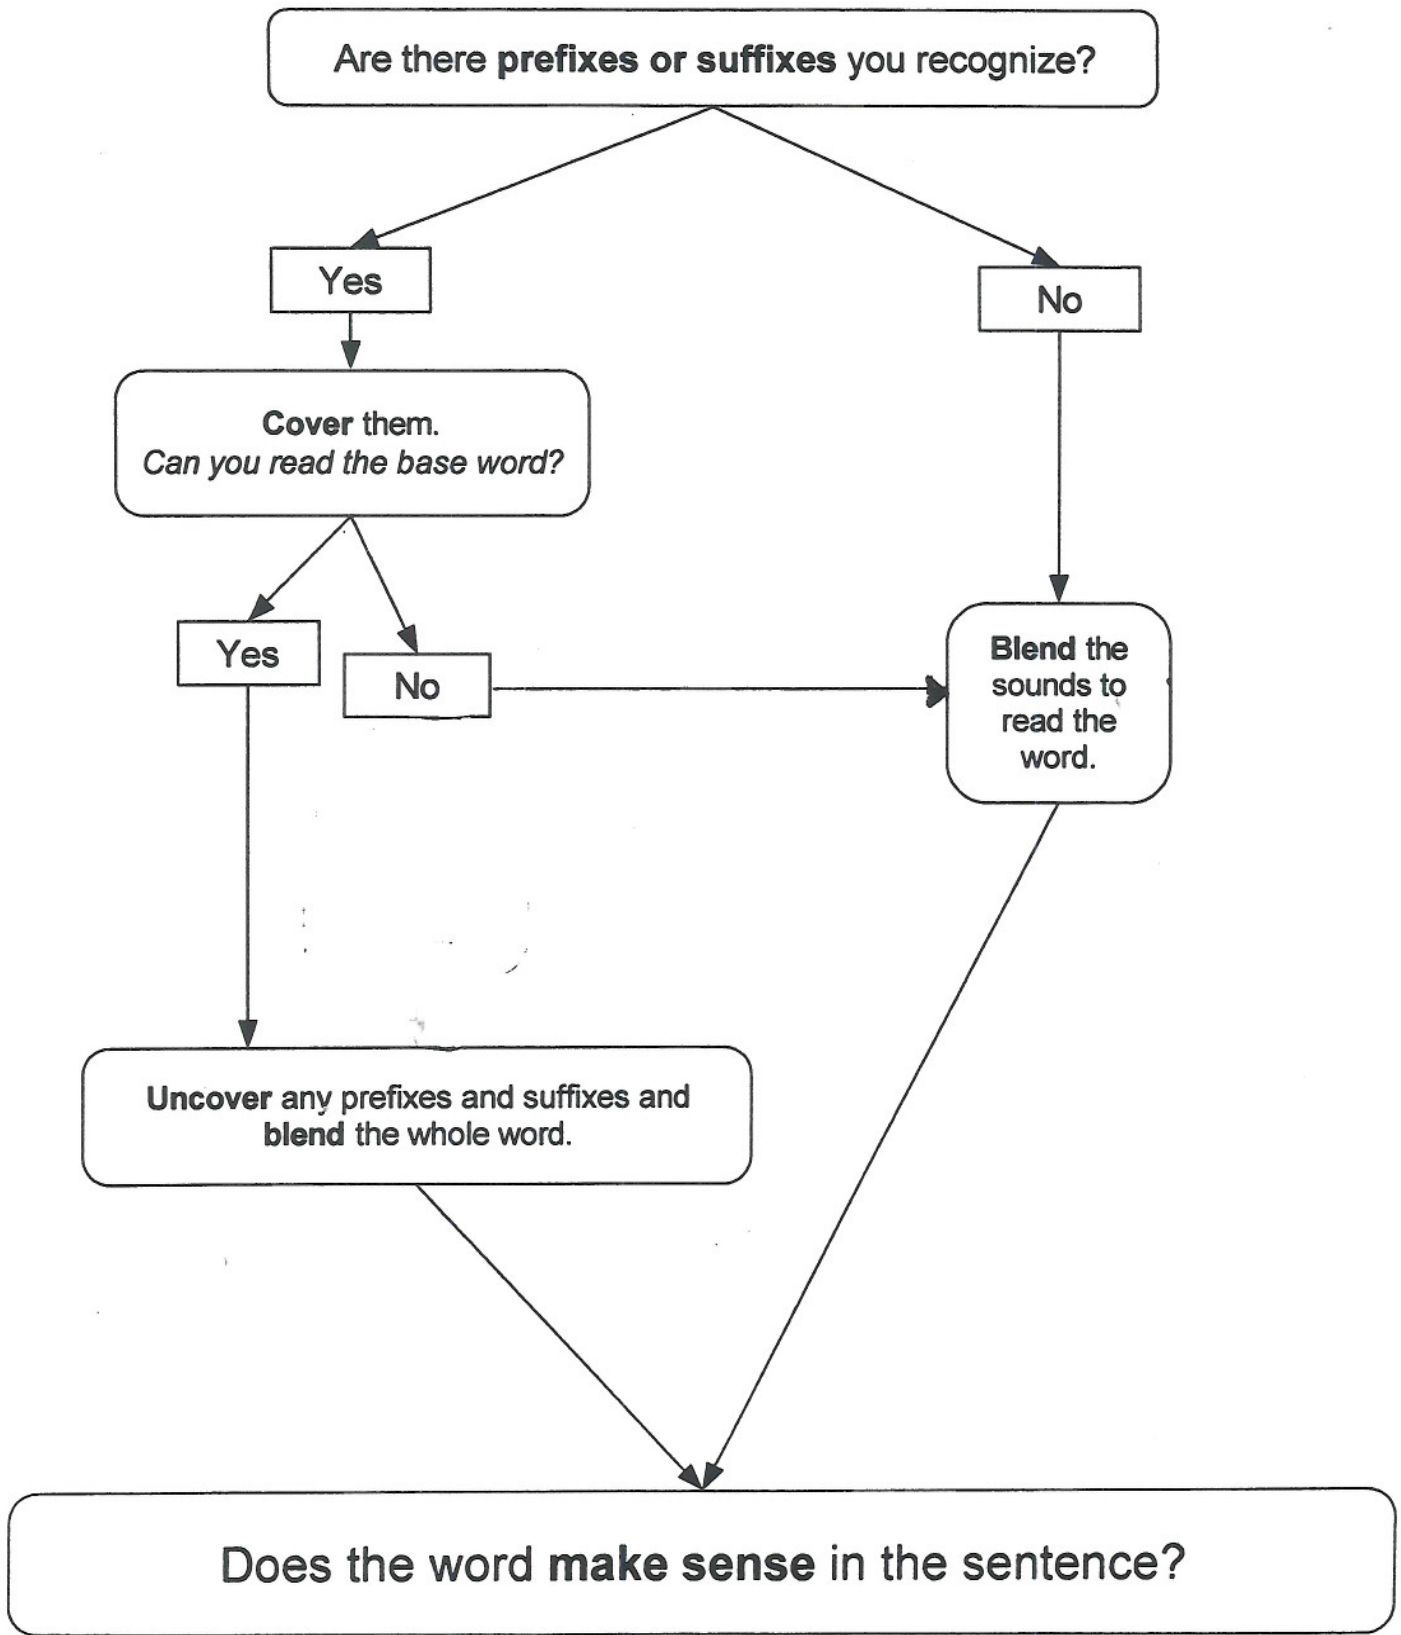 Are there prefixes or suffixes you recognize?
Yes
No
Cover them.
Can you read the base word?
Yes
No
Blend the
sounds to
read the
word.
Uncover any prefixes and suffixes and
blend the whole word.
Does the word make sense in the sentence?